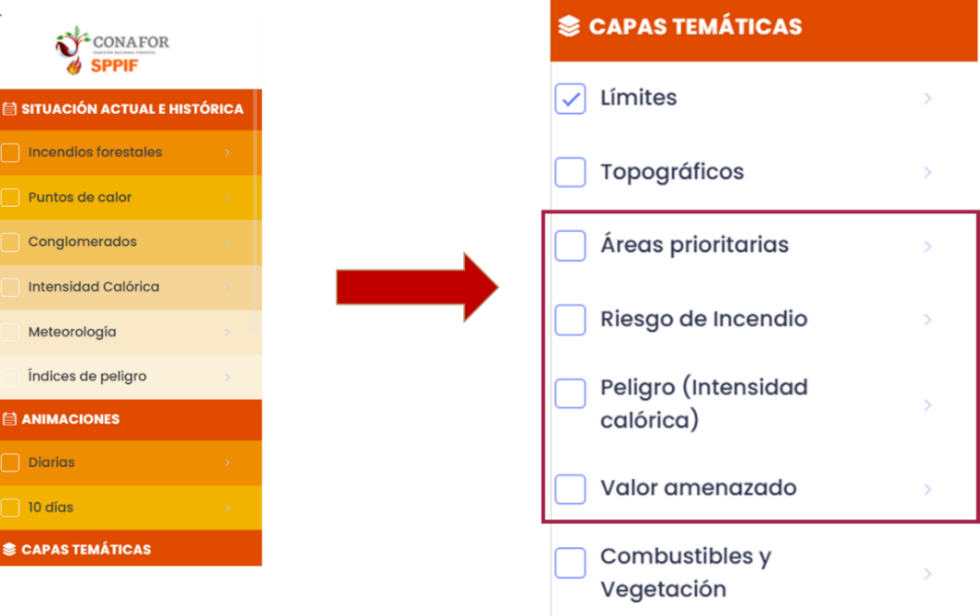 CONAFOR
SPPIF
SITUACIÓN ACTUAL E HISTÓRICA
Incendios forestales
Puntos de calor
Conglomerados
Intensidad Calórica
Meteorología
Índices de peligro
ANIMACIONES
Diarias
10 días
CAPAS TEMÁTICAS
CAPAS TEMÁTICAS
Límites
Topográficos
Áreas prioritarias
Riesgo de Incendio
Peligro (Intensidad
calórica)
Valor amenazado
Combustibles y
Vegetación